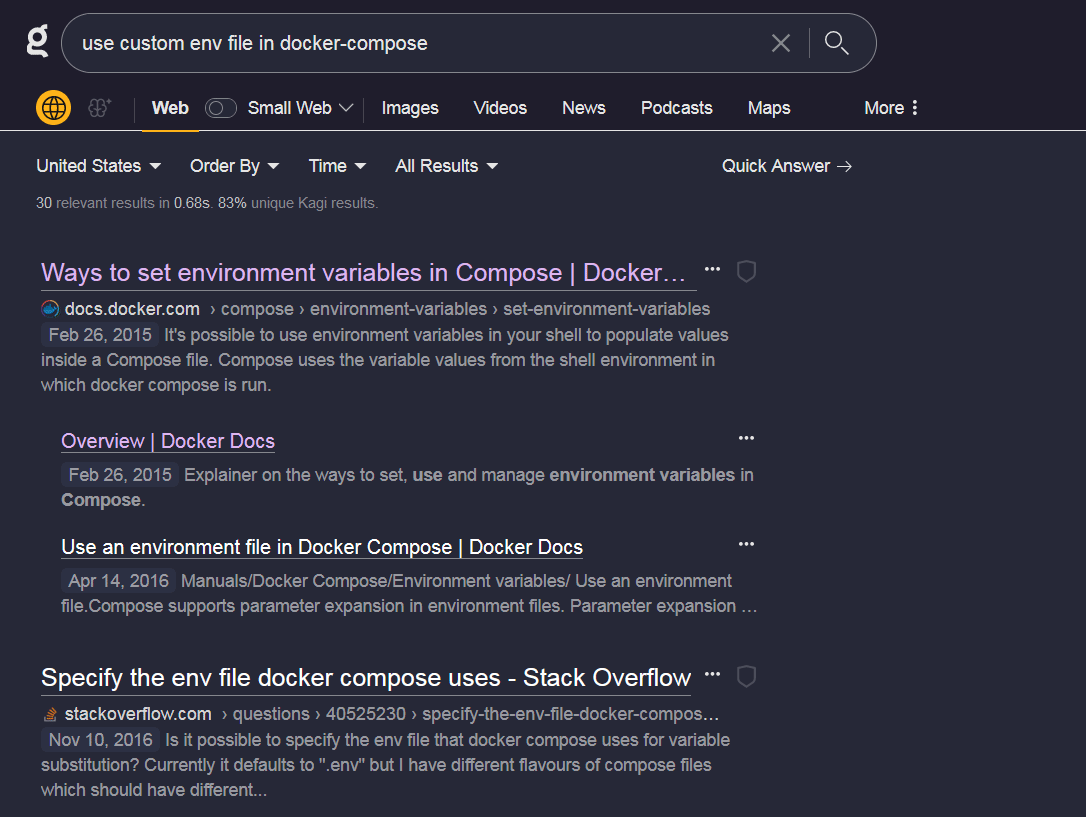 g
use custom env file in docker-compose
Web Small Web Images Videos News Podcasts Maps More
United States Order By Time All Results Quick Answer →
30 relevant results in 0.68s. 83% unique Kagi results.
Ways to set environment variables in Compose | Docker…
docs.docker.com › compose › environment-variables › set-environment-variables
Feb 26, 2015 It's possible to use environment variables in your shell to populate values
inside a Compose file. Compose uses the variable values from the shell environment in
which docker compose is run.
Overview | Docker Docs
Feb 26, 2015 Explainer on the ways to set, use and manage environment variables in
Compose.
Use an environment file in Docker Compose | Docker Docs
Apr 14, 2016 Manuals/Docker Compose/Environment variables/ Use an environment
file.Compose supports parameter expansion in environment files. Parameter expansion …
Specify the env file docker compose uses - Stack Overflow
stackoverflow.com › questions › 40525230 › specify-the-env-file-docker-compos…
Nov 10, 2016 Is it possible to specify the env file that docker compose uses for variable
substitution? Currently it defaults to ".env" but I have different flavours of compose files
which should have different...